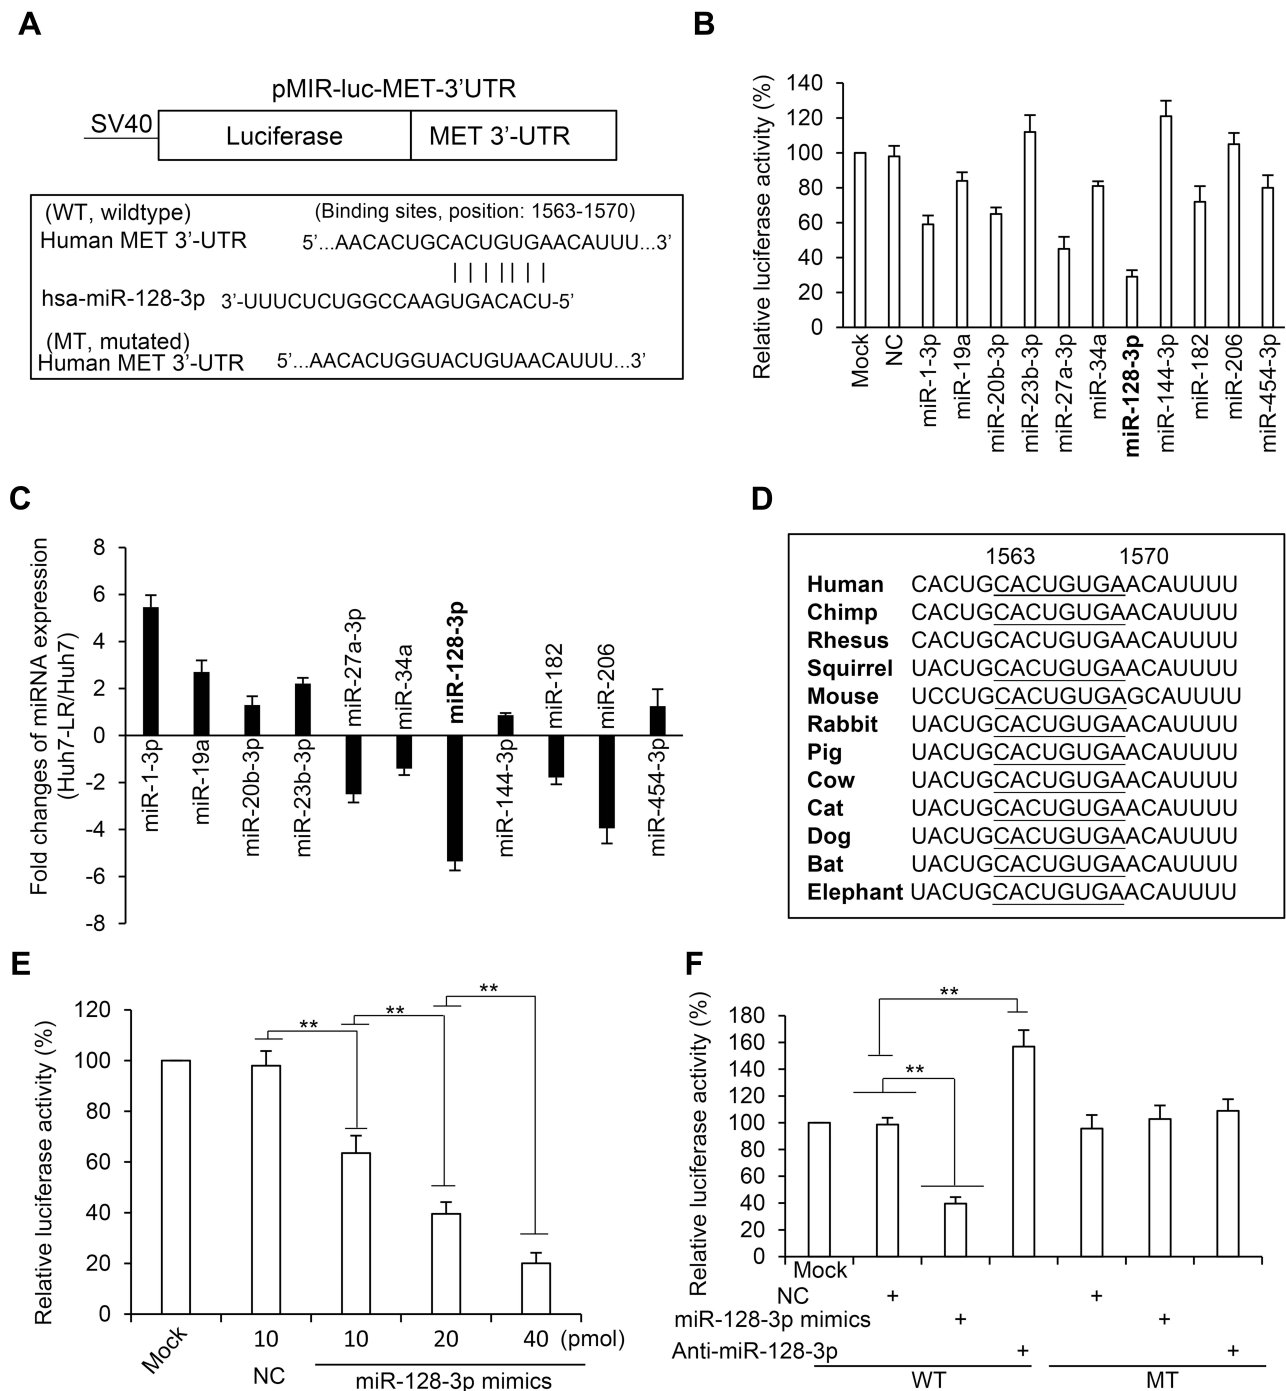 A
pMIR-luc-MET-3’UTR
SV40
Luciferase
MET 3’-UTR
(WT, wildtype)
(Binding sites, position: 1563-1570)
Human MET 3’-UTR
5’...AACACUGCACUGUGAACAUUU...3’
hsa-miR-128-3p
3’-UUUCUCUGGCCAAGUGACACU-5’
(MT, mutated)
Human MET 3’-UTR
5’...AACACUGGUACUGUAACAUUU...3’
B
Relative luciferase activity (%)
140
120
100
80
60
40
20
0
Mock
NC
miR-1-3p
miR-19a
miR-20b-3p
miR-23b-3p
miR-27a-3p
miR-34a
miR-128-3p
miR-144-3p
miR-182
miR-206
miR-454-3p
C
Fold changes of miRNA expression
(Huh7-LR/Huh7)
8
6
4
2
0
-2
-4
-6
-8
miR-1-3p
miR-19a
miR-20b-3p
miR-23b-3p
miR-27a-3p
miR-34a
miR-128-3p
miR-144-3p
miR-182
miR-206
miR-454-3p
D
1563
1570
Human CACUGCACUGUGAACAUUUU
Chimp CACUGCACUGUGAACAUUUU
Rhesus CACUGCACUGUGAACAUUUU
Squirrel UACUGCACUGUGAACAUUUU
Mouse UCCUGCACUGUGAGCAUUUU
Rabbit UACUGCACUGUGAACAUUUU
Pig UACUGCACUGUGAACAUUUU
Cow UACUGCACUGUGAACAUUUU
Cat UACUGCACUGUGAACAUUUU
Dog UACUGCACUGUGAACAUUUU
Bat UACUGCACUGUGAACAUUUU
Elephant UACUGCACUGUGAACAUUUU
E
Relative luciferase activity (%)
120
100
80
60
40
20
0
**
**
**
Mock
10
10
20
40
(pmol)
NC
miR-128-3p mimics
F
Relative luciferase activity (%)
180
160
140
120
100
80
60
40
20
0
**
**
Mock
NC + +
miR-128-3p mimics + +
Anti-miR-128-3p + +
WT
MT